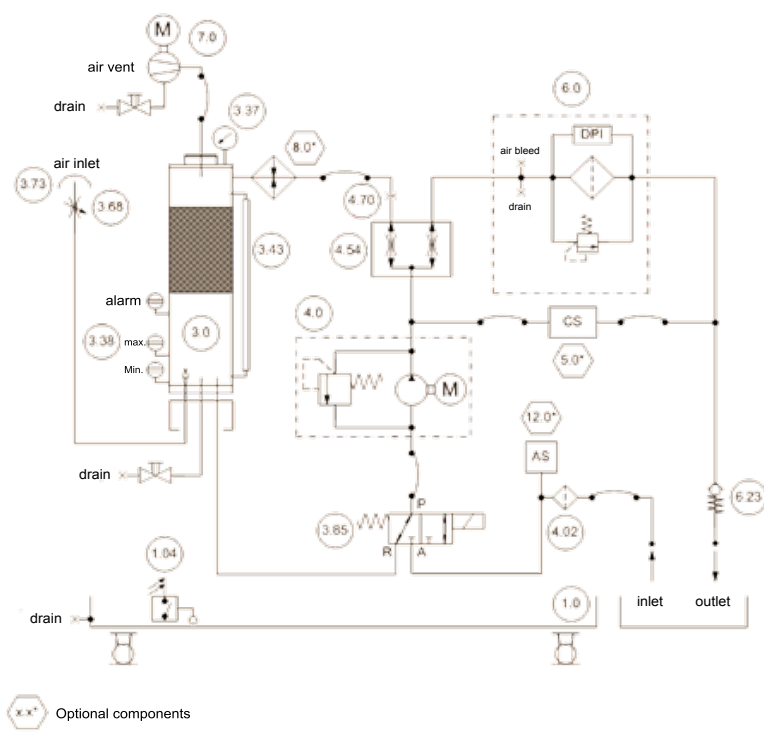 M
7.0
air vent
drain
3.37
6.0
8.0*
DPI
air bleed
air inlet
3.73
3.68
4.70
drain
3.43
4.54
alarm
4.0
3.0
GS
3.38
max.
Min.
5.0*
M
12.0*
AS
drain
P
6.23
3.85
4.02
R
A
1.04
1.0
inlet
outlet
drain
x.x*
Optional components